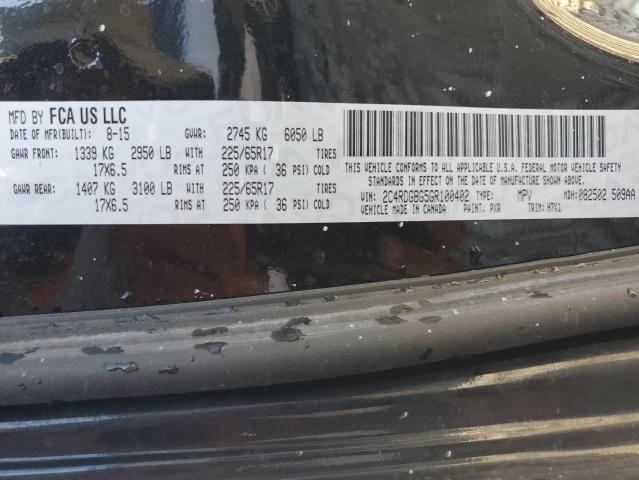 MFD BY FCA US LLC
DATE OF MFR(BUILT): 8-15 GVWR: 2745 KG 6050 LB
GAWR FRONT: 1339 KG 2950 LB WITH 225/65R17 TIRES
17X6.5 RIMS AT 250 KPA ( 36 PSI) COLD
GAWR REAR: 1407 KG 3100 LB WITH 225/65R17 TIRES
17X6.5 RIMS AT 250 KPA ( 36 PSI) COLD
THIS VEHICLE CONFORMS TO ALL APPLICABLE U.S.A. FEDERAL MOTOR VEHICLE SAFETY
STANDARDS IN EFFECT ON THE DATE OF MANUFACTURE SHOWN ABOVE.
VIN: 2C4RDGBG5GR100402 TYPE: MPV MDH: 082502 509AA
VEHICLE MADE IN CANADA PAINT: PXR TRIM: H7X1